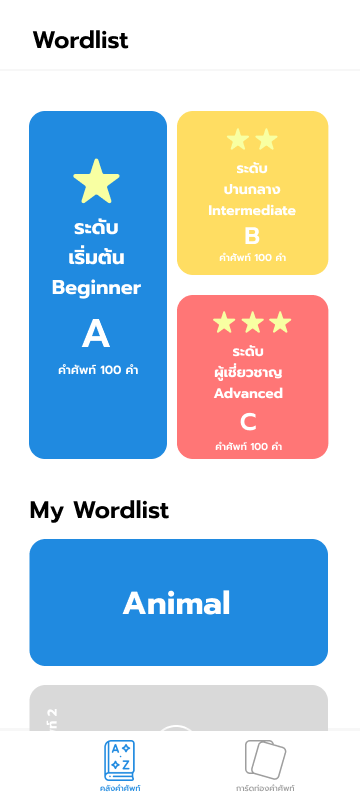 Wordlist
ระดับ
เริ่มต้น
Beginner
A
คำศัพท์ 100 คำ
ระดับ
ปานกลาง
Intermediate
B
คำศัพท์ 100 คำ
ระดับ
ผู้เชี่ยวชาญ
Advanced
C
คำศัพท์ 100 คำ
My Wordlist
Animal
2
A
Z
คลังคำศัพท์
การ์ดท่องคำศัพท์